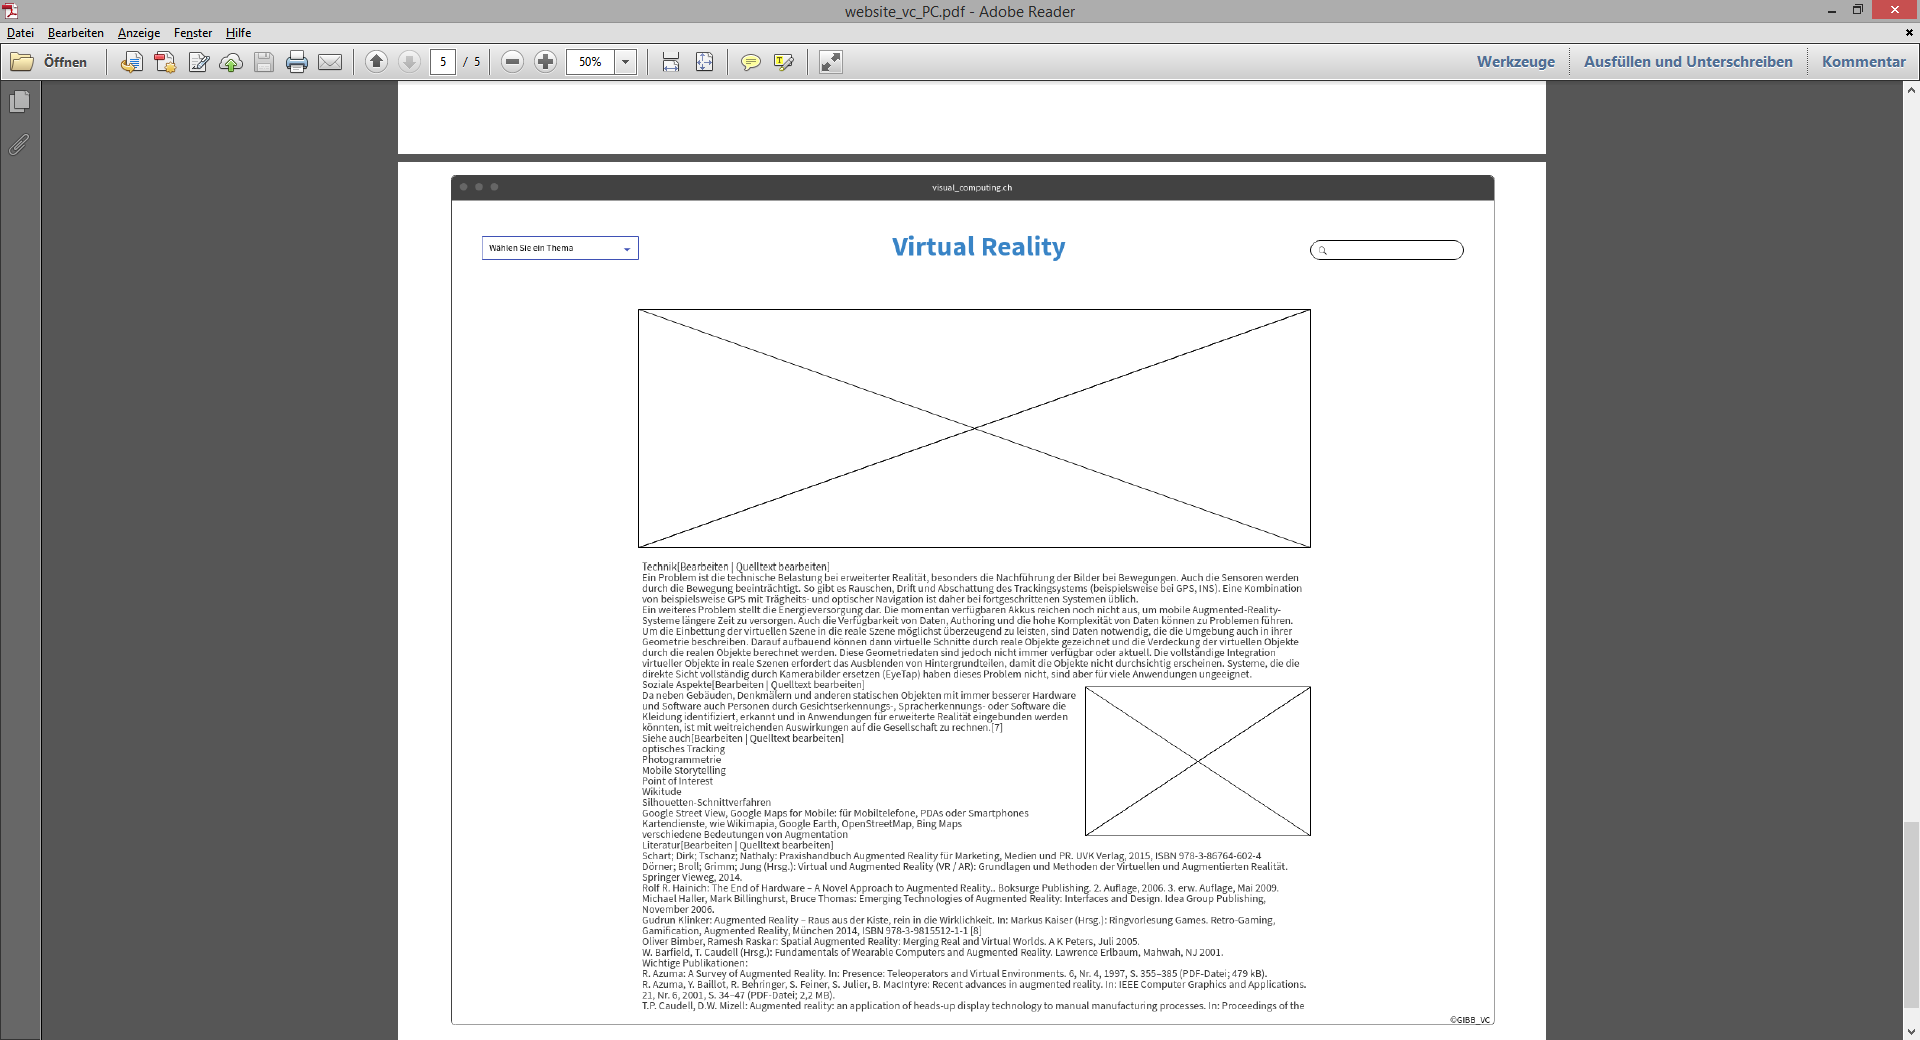 website_vc_PC.pdf - Adobe Reader
Datei Bearbeiten Anzeige Fenster Hilfe
Öffnen 5 / 5 50% Werkzeuge Ausfüllen und Unterschreiben Kommentar
visual_computing.ch
Wählen Sie ein Thema
Virtual Reality
Technik[Bearbeiten | Quelltext bearbeiten]
Ein Problem ist die technische Belastung bei erweiterter Realität, besonders die Nachführung der Bilder bei Bewegungen. Auch die Sensoren werden
durch die Bewegung beeinträchtigt. So gibt es Rauschen, Drift und Abschattung des Trackingsystems (beispielsweise bei GPS, INS). Eine Kombination
von beispielsweise GPS mit Trägheits- und optischer Navigation ist daher bei fortgeschrittenen Systemen üblich.
Ein weiteres Problem stellt die Energieversorgung dar. Die momentan verfügbaren Akkus reichen noch nicht aus, um mobile Augmented-Reality-
Systeme längere Zeit zu versorgen. Auch die Verfügbarkeit von Daten, Authoring und die hohe Komplexität von Daten können zu Problemen führen.
Um die Einbettung der virtuellen Szene in die reale Szene möglichst überzeugend zu leisten, sind Daten notwendig, die die Umgebung auch in ihrer
Geometrie beschreiben. Darauf aufbauend können dann virtuelle Schnitte durch reale Objekte gezeichnet und die Verdeckung der virtuellen Objekte
durch die realen Objekte berechnet werden. Diese Geometriedaten sind jedoch nicht immer verfügbar oder aktuell. Die vollständige Integration
virtueller Objekte in reale Szenen erfordert das Ausblenden von Hintergrundteilen, damit die Objekte nicht durchsichtig erscheinen. Systeme, die die
direkte Sicht vollständig durch Kamerabilder ersetzen (EyeTap) haben dieses Problem nicht, sind aber für viele Anwendungen ungeeignet.
Soziale Aspekte[Bearbeiten | Quelltext bearbeiten]
Da neben Gebäuden, Denkmälern und anderen statischen Objekten mit immer besserer Hardware
und Software auch Personen durch Gesichtserkennungs-, Spracherkennungs- oder Software die
Kleidung identifiziert, erkannt und in Anwendungen für erweiterte Realität eingebunden werden
könnten, ist mit weitreichenden Auswirkungen auf die Gesellschaft zu rechnen.[7]
Siehe auch[Bearbeiten | Quelltext bearbeiten]
optisches Tracking
Photogrammetrie
Mobile Storytelling
Point of Interest
Wikitude
Silhouetten-Schnittverfahren
Google Street View, Google Maps for Mobile: für Mobiltelefone, PDAs oder Smartphones
Kartendienste, wie Wikimapia, Google Earth, OpenStreetMap, Bing Maps
verschiedene Bedeutungen von Augmentation
Literatur[Bearbeiten | Quelltext bearbeiten]
Schart; Dirk; Tschanz; Nathaly: Praxishandbuch Augmented Reality für Marketing, Medien und PR. UVK Verlag, 2015, ISBN 978-3-86764-602-4
Dörner; Broll; Grimm; Jung (Hrsg.): Virtual und Augmented Reality (VR / AR): Grundlagen und Methoden der Virtuellen und Augmentierten Realität.
Springer Vieweg, 2014.
Rolf R. Hainich: The End of Hardware – A Novel Approach to Augmented Reality.. Boksurge Publishing. 2. Auflage, 2006. 3. erw. Auflage, Mai 2009.
Michael Haller, Mark Billinghurst, Bruce Thomas: Emerging Technologies of Augmented Reality: Interfaces and Design. Idea Group Publishing,
November 2006.
Gudrun Klinker: Augmented Reality – Raus aus der Kiste, rein in die Wirklichkeit. In: Markus Kaiser (Hrsg.): Ringvorlesung Games. Retro-Gaming,
Gamification, Augmented Reality, München 2014, ISBN 978-3-9815512-1-1 [8]
Oliver Bimber, Ramesh Raskar: Spatial Augmented Reality: Merging Real and Virtual Worlds. A K Peters, Juli 2005.
W. Barfield, T. Caudell (Hrsg.): Fundamentals of Wearable Computers and Augmented Reality. Lawrence Erlbaum, Mahwah, NJ 2001.
Wichtige Publikationen:
R. Azuma: A Survey of Augmented Reality. In: Presence: Teleoperators and Virtual Environments. 6, Nr. 4, 1997, S. 355–385 (PDF-Datei; 479 kB).
R. Azuma, Y. Baillot, R. Behringer, S. Feiner, S. Julier, B. MacIntyre: Recent advances in augmented reality. In: IEEE Computer Graphics and Applications.
21, Nr. 6, 2001, S. 34–47 (PDF-Datei; 2,2 MB).
T.P. Caudell, D.W. Mizell: Augmented reality: an application of heads-up display technology to manual manufacturing processes. In: Proceedings of the
©GIBB_VC